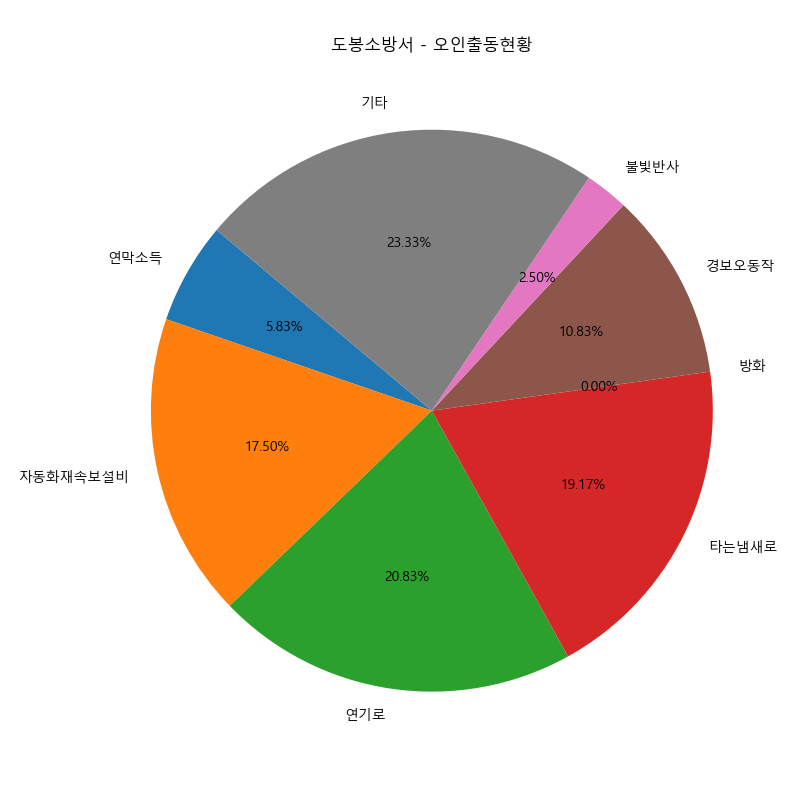 도봉소방서 - 오인출동현황
기타
불빛반사
23.33%
연막소득
2.50%
경보오동작
5.83%
10.83%
방화
0.00%
17.50%
자동화재속보설비
19.17%
타는냄새로
20.83%
연기로